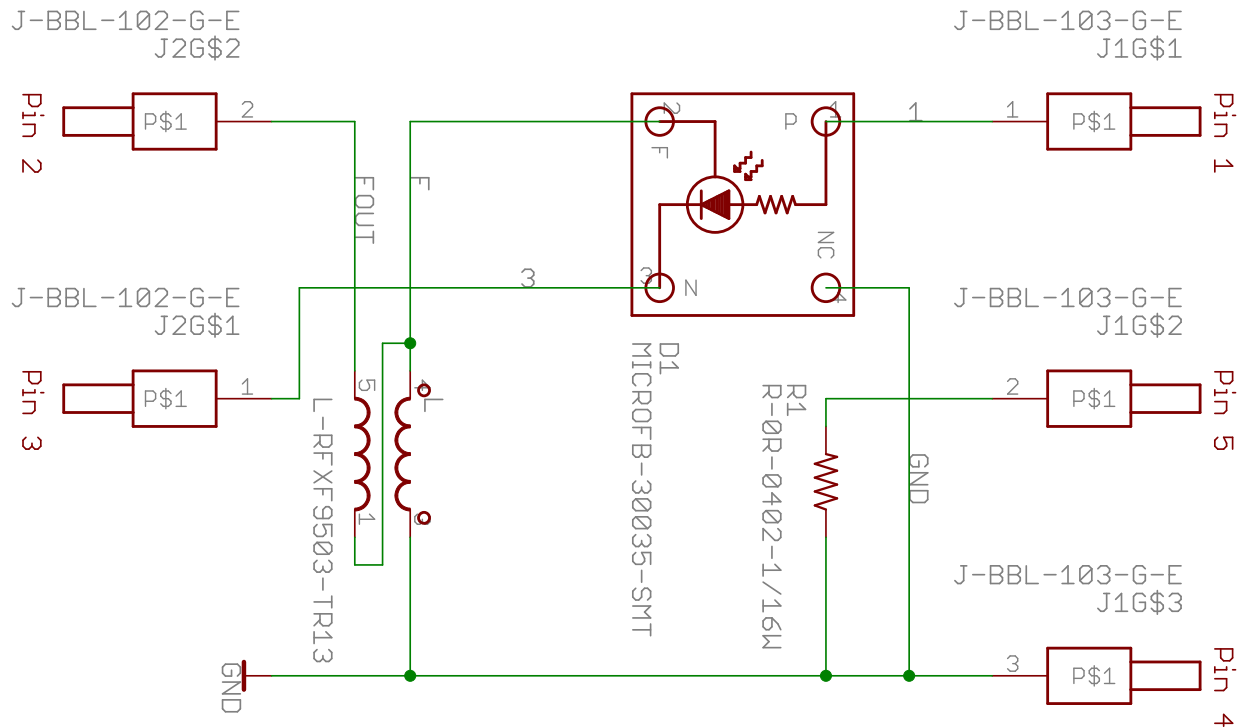 J-BBL-102-G-E
J2G$2
Pin 2
P$1
2
FOUT
F
2
F
P
1
1
1
P$1
J-BBL-103-G-E
J1G$1
Pin 1
NC
4
3
N
3
J-BBL-102-G-E
J2G$1
Pin 3
P$1
1
5
4
L
1
L-RFXF9503-TR13
D1
MICROFB-30035-SMT
R1
R-0R-0402-1/16W
GND
J-BBL-103-G-E
J1G$2
2
P$1
Pin 5
J-BBL-103-G-E
J1G$3
3
P$1
Pin 4
GND